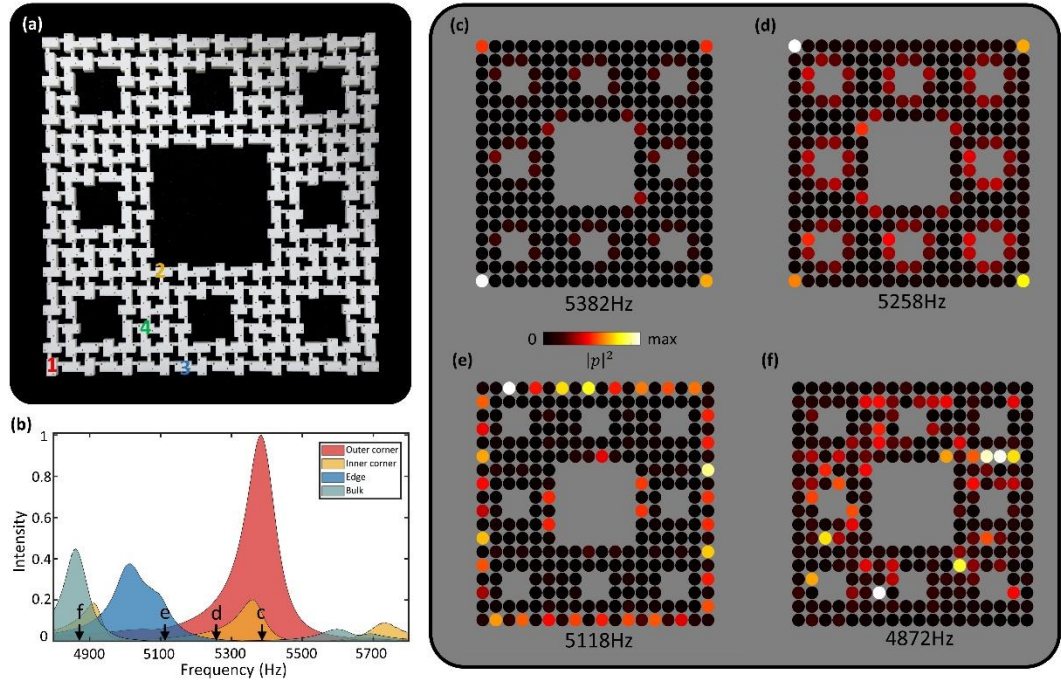 (a)
2
4
1
3
(b)
Intensity
1
0.8
0.6
0.4
0.2
0
Outer corner
Inner corner
Edge
Bulk
f
e
d
c
4900
5100
5300
5500
5700
Frequency (Hz)
(c)
5382Hz
(d)
5258Hz
0
max
|p|²
(e)
5118Hz
(f)
4872Hz